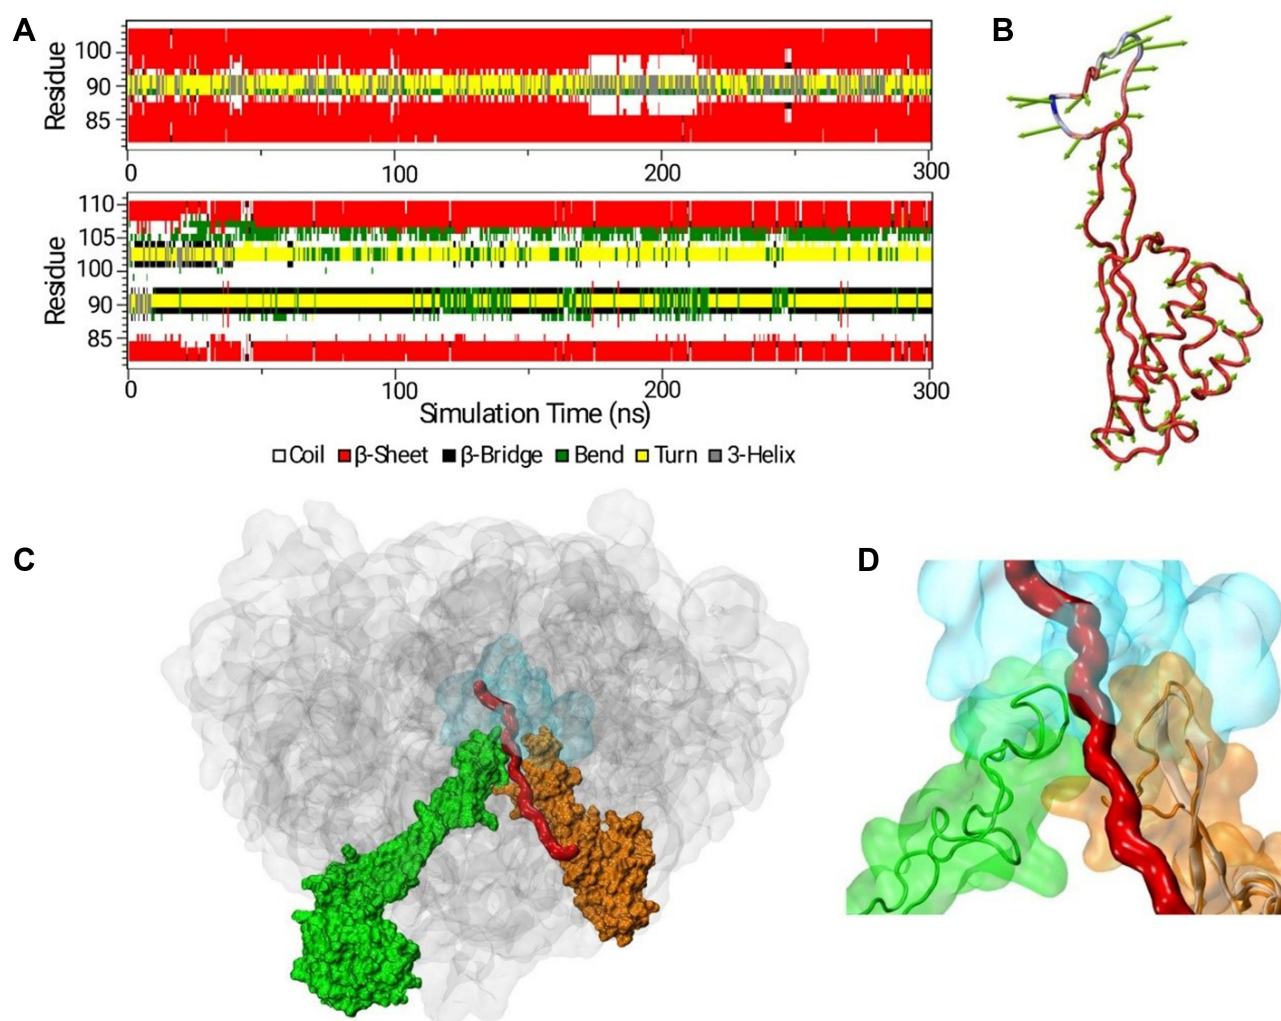 A
B
Residue
100
90
85
0
100
200
300
Residue
110
105
100
90
85
0
100
200
300
Simulation Time (ns)
Coil β-Sheet β-Bridge Bend Turn 3-Helix
C
D